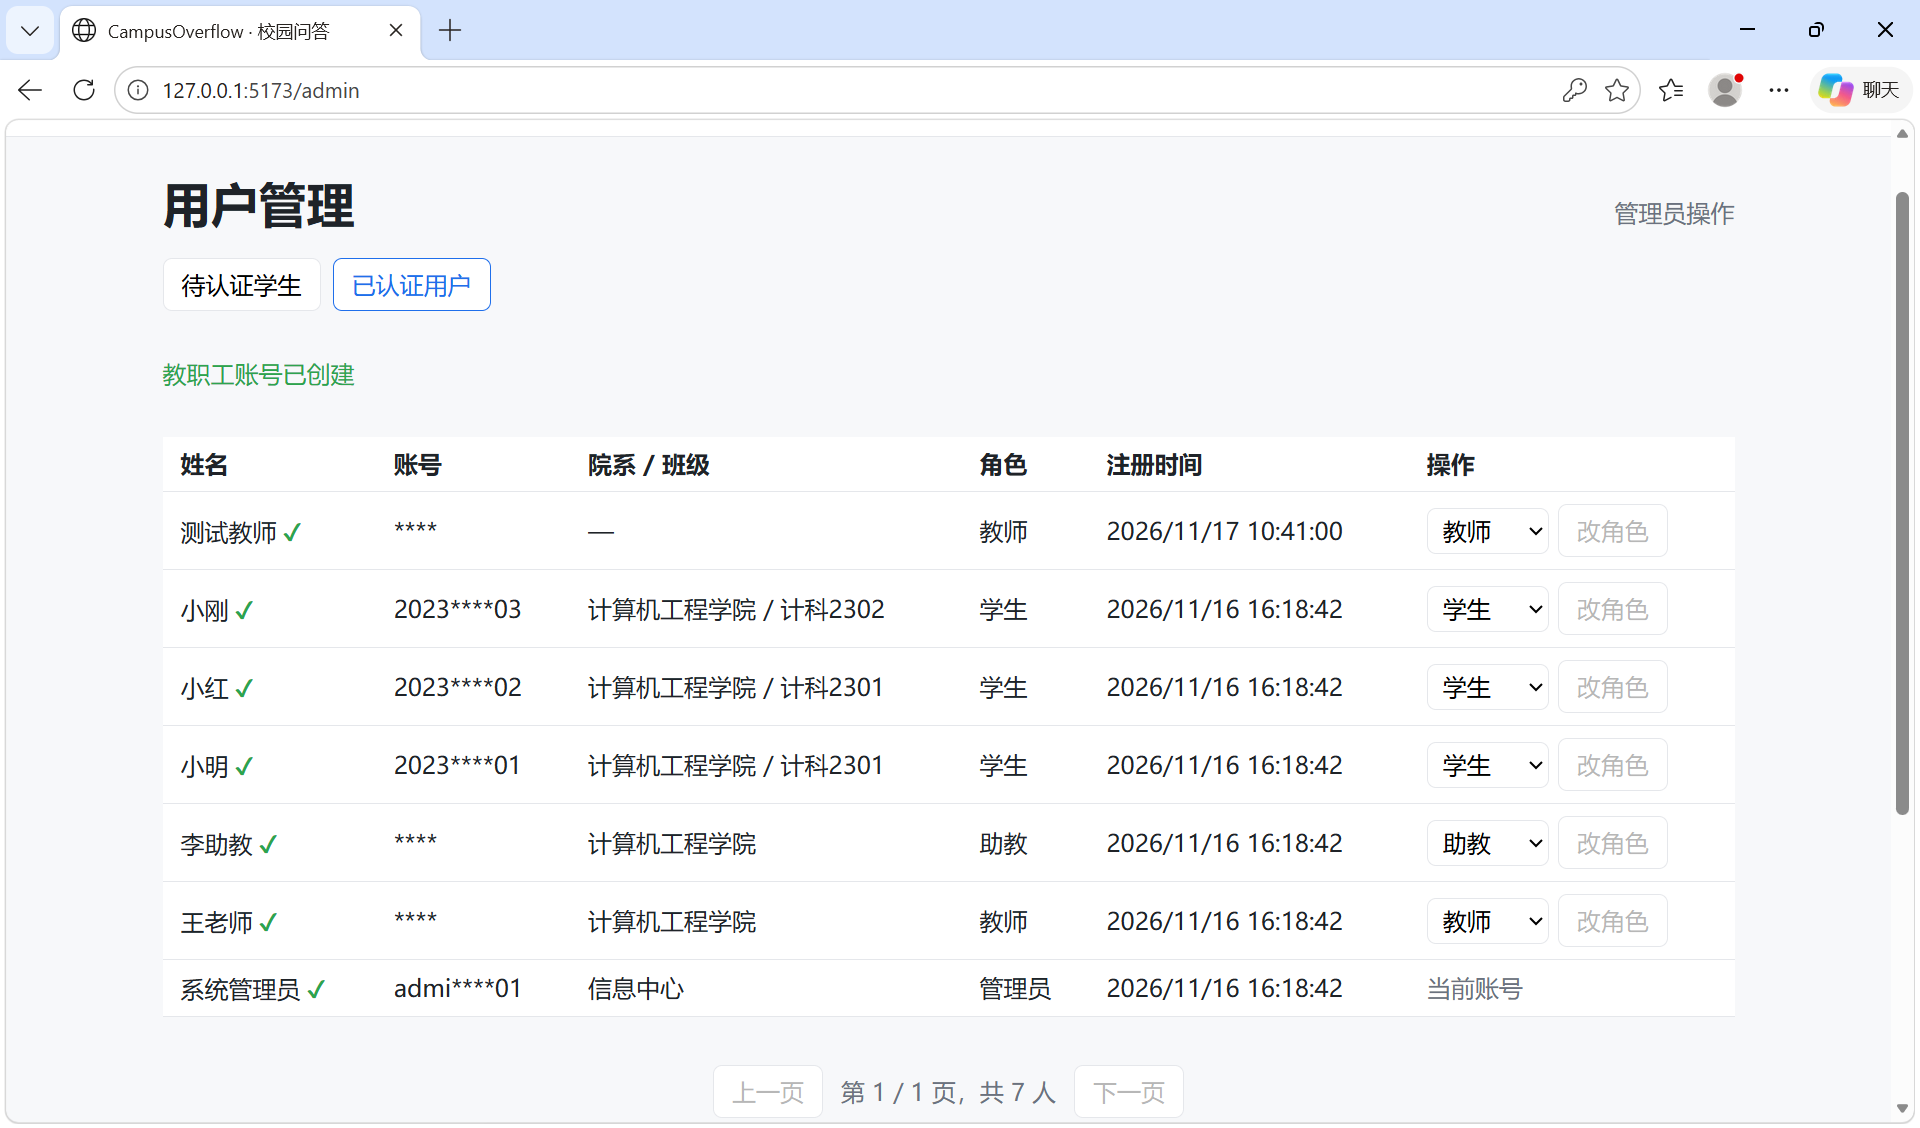 CampusOverflow · 校园问答
127.0.0.1:5173/admin
聊天
用户管理
管理员操作
待认证学生 已认证用户
教职工账号已创建
姓名 账号 院系 / 班级 角色 注册时间 操作
测试教师 ✓ **** — 教师 2026/11/17 10:41:00 教师 改角色
小刚 ✓ 2023****03 计算机工程学院 / 计科2302 学生 2026/11/16 16:18:42 学生 改角色
小红 ✓ 2023****02 计算机工程学院 / 计科2301 学生 2026/11/16 16:18:42 学生 改角色
小明 ✓ 2023****01 计算机工程学院 / 计科2301 学生 2026/11/16 16:18:42 学生 改角色
李助教 ✓ **** 计算机工程学院 助教 2026/11/16 16:18:42 助教 改角色
王老师 ✓ **** 计算机工程学院 教师 2026/11/16 16:18:42 教师 改角色
系统管理员 ✓ admi****01 信息中心 管理员 2026/11/16 16:18:42 当前账号
上一页 第 1 / 1 页，共 7 人 下一页